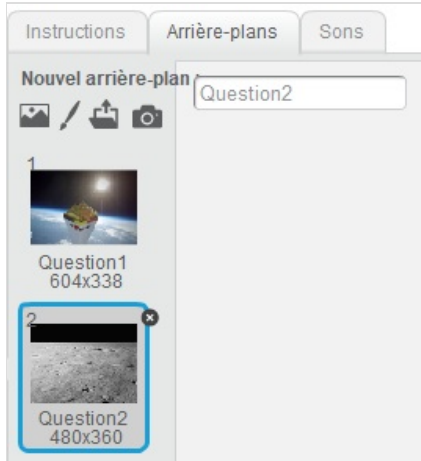 Instructions
Arrière-plans
Sons
Nouvel arrière-plan :
Question2
1
Question1
604x338
2
Question2
480x360